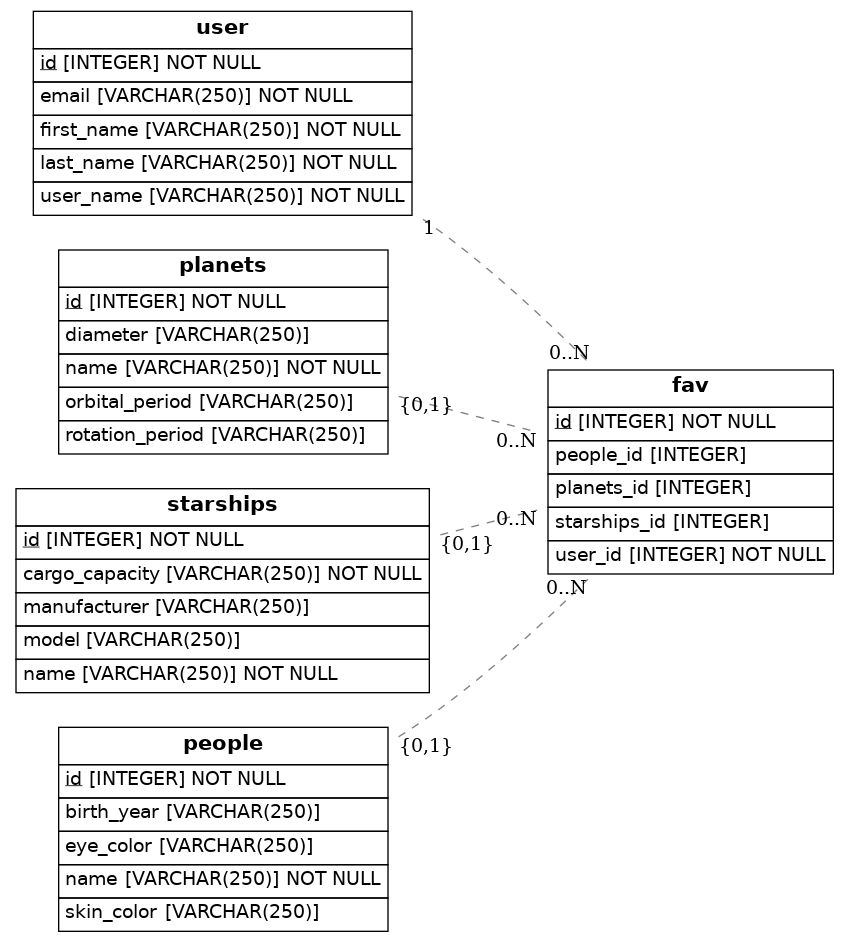 user
id [INTEGER] NOT NULL
email [VARCHAR(250)] NOT NULL
first_name [VARCHAR(250)] NOT NULL
last_name [VARCHAR(250)] NOT NULL
user_name [VARCHAR(250)] NOT NULL
1
planets
id [INTEGER] NOT NULL
diameter [VARCHAR(250)]
name [VARCHAR(250)] NOT NULL
orbital_period [VARCHAR(250)]
rotation_period [VARCHAR(250)]
{0,1}
0..N
0..N
fav
id [INTEGER] NOT NULL
people_id [INTEGER]
planets_id [INTEGER]
starships_id [INTEGER]
user_id [INTEGER] NOT NULL
starships
id [INTEGER] NOT NULL
cargo_capacity [VARCHAR(250)] NOT NULL
manufacturer [VARCHAR(250)]
model [VARCHAR(250)]
name [VARCHAR(250)] NOT NULL
0..N
{0,1}
0..N
people
id [INTEGER] NOT NULL
birth_year [VARCHAR(250)]
eye_color [VARCHAR(250)]
name [VARCHAR(250)] NOT NULL
skin_color [VARCHAR(250)]
{0,1}